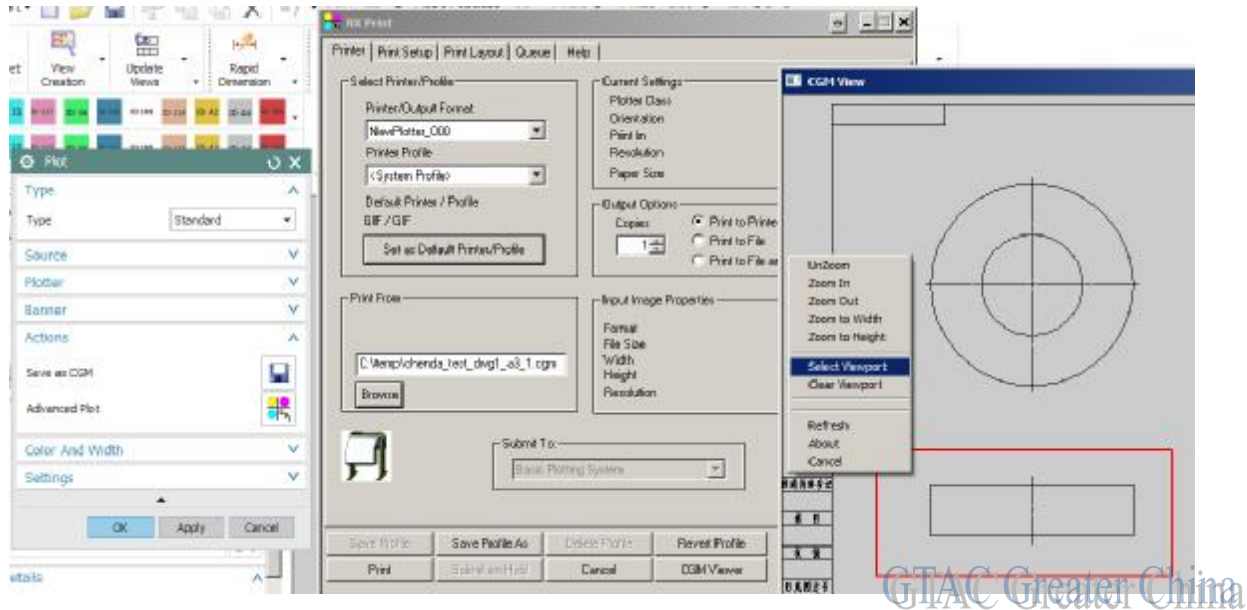 View
Creation
Update
Views
Rapid
Dimension
Plot
Type
Type
Standard
Source
Plotter
Banner
Actions
Save as CGM
Advanced Plot
Color And Width
Settings
OK
Apply
Cancel
etails
NX Print
Printer
Print Setup
Print Layout
Queue
Help
Select Printer/Profile
Printer/Output Format
NewPlotter_000
Printer Profile
<System Profile>
Default Printer / Profile
GIF / GIF
Set as Default Printer/Profile
Print From
C:\temp\chenda_test_dwg1_a3_1.cgm
Browse
Current Settings
Plotter Class
Orientation
Print In
Resolution
Paper Size
Output Options
Copies
1
Print to Printe
Print to File
Print to File an
Input Image Properties
Format
File Size
Width
Height
Resolution
Submit To:
Basic Plotting System
Save Profile
Save Profile As
Delete Profile
Revert Profile
Print
Submit on Hold
Cancel
CGM Viewer
CGM View
UnZoom
Zoom In
Zoom Out
Zoom to Width
Zoom to Height
Select Viewport
Clear Viewport
Refresh
About
Cancel
GTAC Greater China